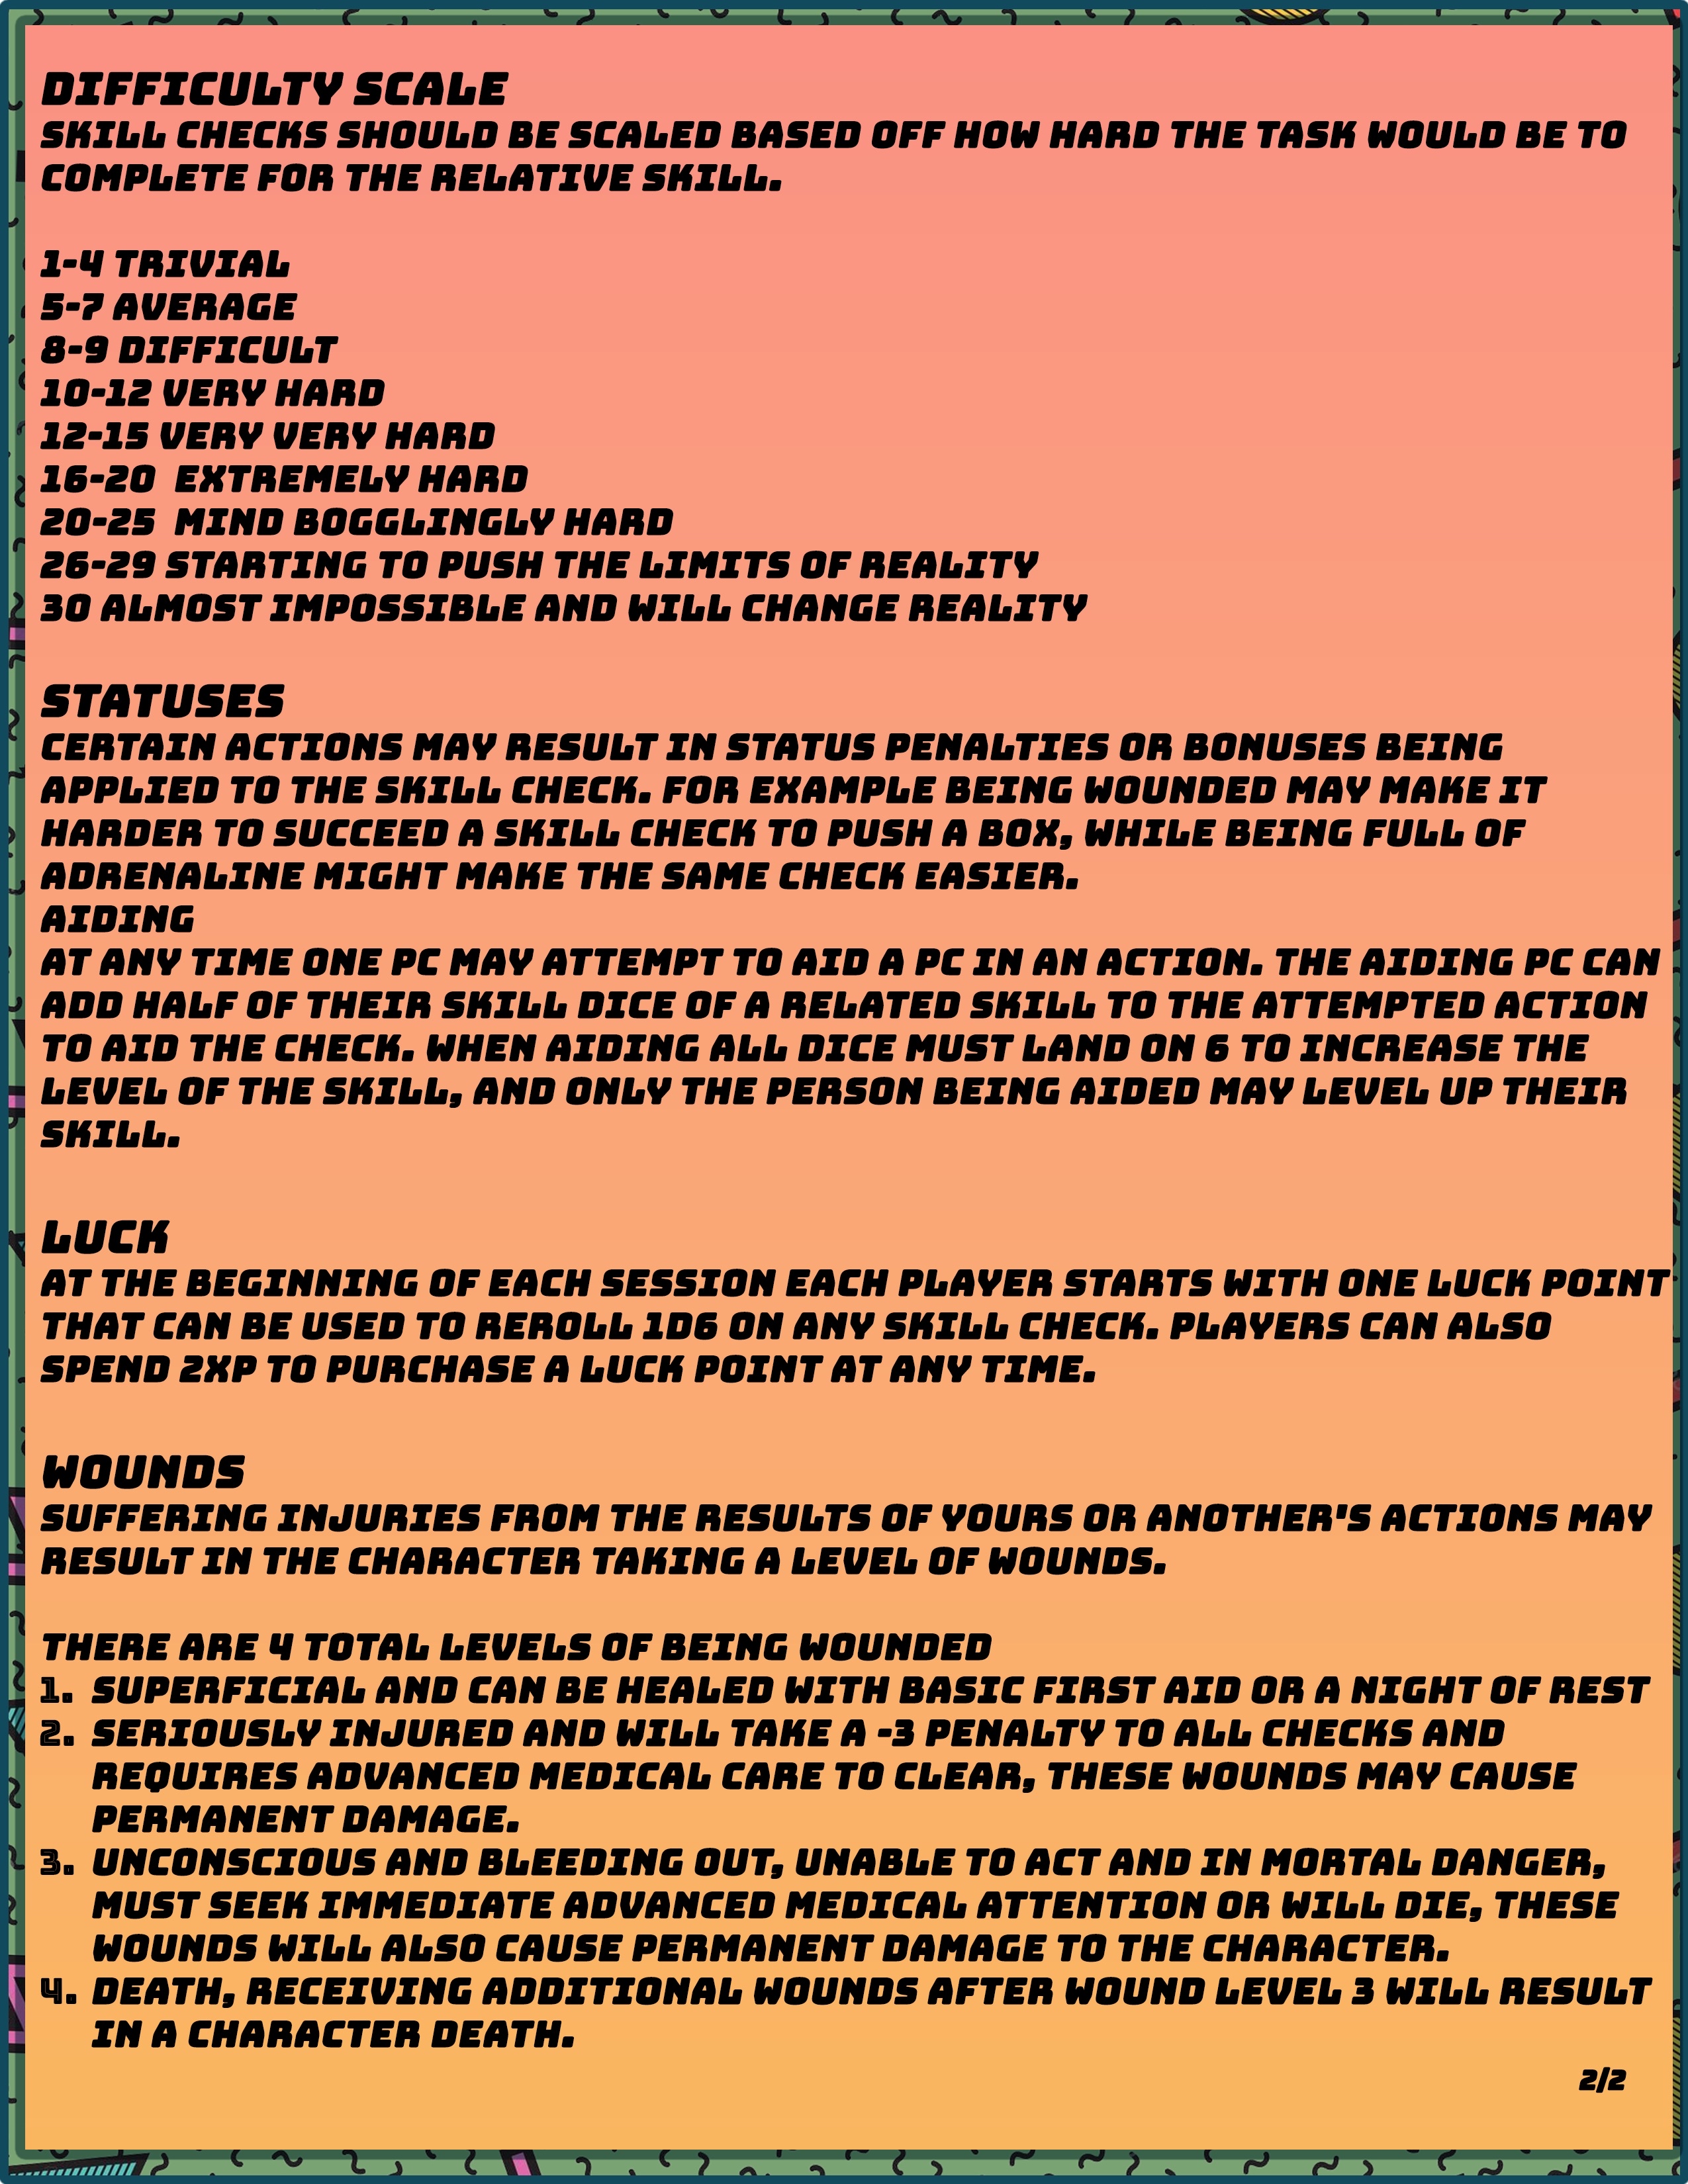 DIFFICULTY SCALE
SKILL CHECKS SHOULD BE SCALED BASED OFF HOW HARD THE TASK WOULD BE TO
COMPLETE FOR THE RELATIVE SKILL.
1-4 TRIVIAL
5-7 AVERAGE
8-9 DIFFICULT
10-12 VERY HARD
12-15 VERY VERY HARD
16-20 EXTREMELY HARD
20-25 MIND BOGGLINGLY HARD
26-29 STARTING TO PUSH THE LIMITS OF REALITY
30 ALMOST IMPOSSIBLE AND WILL CHANGE REALITY
STATUSES
CERTAIN ACTIONS MAY RESULT IN STATUS PENALTIES OR BONUSES BEING
APPLIED TO THE SKILL CHECK. FOR EXAMPLE BEING WOUNDED MAY MAKE IT
HARDER TO SUCCEED A SKILL CHECK TO PUSH A BOX, WHILE BEING FULL OF
ADRENALINE MIGHT MAKE THE SAME CHECK EASIER.
AIDING
AT ANY TIME ONE PC MAY ATTEMPT TO AID A PC IN AN ACTION. THE AIDING PC CAN
ADD HALF OF THEIR SKILL DICE OF A RELATED SKILL TO THE ATTEMPTED ACTION
TO AID THE CHECK. WHEN AIDING ALL DICE MUST LAND ON 6 TO INCREASE THE
LEVEL OF THE SKILL, AND ONLY THE PERSON BEING AIDED MAY LEVEL UP THEIR
SKILL.
LUCK
AT THE BEGINNING OF EACH SESSION EACH PLAYER STARTS WITH ONE LUCK POINT
THAT CAN BE USED TO REROLL 1D6 ON ANY SKILL CHECK. PLAYERS CAN ALSO
SPEND 2XP TO PURCHASE A LUCK POINT AT ANY TIME.
WOUNDS
SUFFERING INJURIES FROM THE RESULTS OF YOURS OR ANOTHER'S ACTIONS MAY
RESULT IN THE CHARACTER TAKING A LEVEL OF WOUNDS.
THERE ARE 4 TOTAL LEVELS OF BEING WOUNDED
1. SUPERFICIAL AND CAN BE HEALED WITH BASIC FIRST AID OR A NIGHT OF REST
2. SERIOUSLY INJURED AND WILL TAKE A -3 PENALTY TO ALL CHECKS AND
REQUIRES ADVANCED MEDICAL CARE TO CLEAR, THESE WOUNDS MAY CAUSE
PERMANENT DAMAGE.
3. UNCONSCIOUS AND BLEEDING OUT, UNABLE TO ACT AND IN MORTAL DANGER,
MUST SEEK IMMEDIATE ADVANCED MEDICAL ATTENTION OR WILL DIE, THESE
WOUNDS WILL ALSO CAUSE PERMANENT DAMAGE TO THE CHARACTER.
4. DEATH, RECEIVING ADDITIONAL WOUNDS AFTER WOUND LEVEL 3 WILL RESULT
IN A CHARACTER DEATH.
2/2